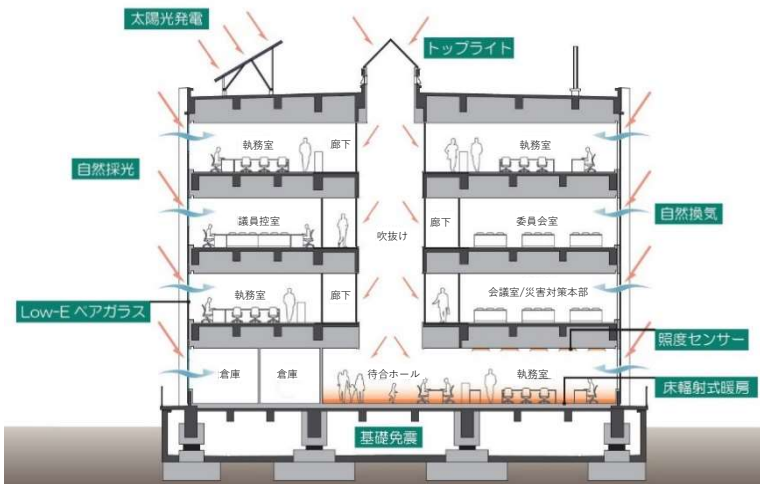 太陽光発電
トップライト
執務室
廊下
執務室
自然採光
議員控室
廊下
委員会室
自然換気
吹抜け
執務室
廊下
会議室/災害対策本部
Low-E ペアガラス
照度センサー
倉庫
倉庫
待合ホール
執務室
床輻射式暖房
基礎免震